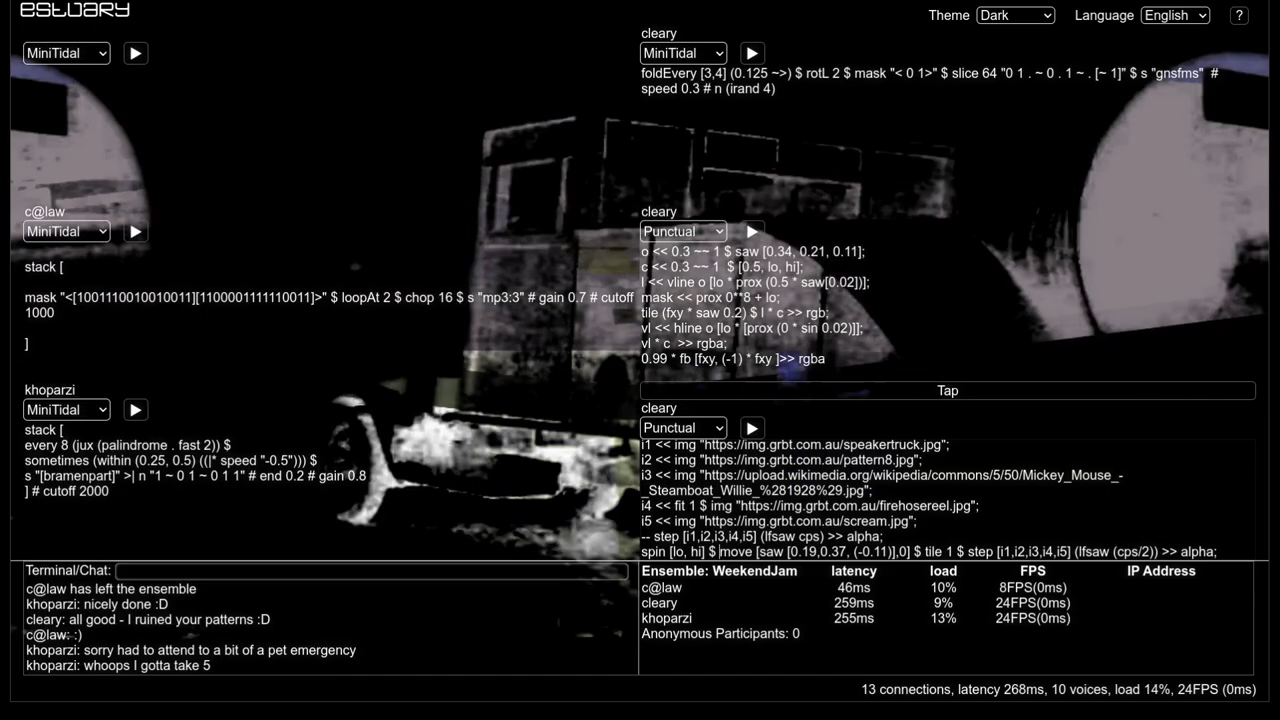 estuary
Theme Dark Language English ?
MiniTidal
c@law
MiniTidal
stack [
mask "<[1001110010010011][1100001111110011]>" $ loopAt 2 $ chop 16 $ s "mp3:3" # gain 0.7 # cutoff
1000
]
khoparzi
MiniTidal
stack [
every 8 (jux (palindrome . fast 2)) $
sometimes (within (0.25, 0.5) ((|* speed "-0.5"))) $
s "[bramenpart]" >| n "1 ~ 0 1 ~ 0 1 1" # end 0.2 # gain 0.8
] # cutoff 2000
cleary
MiniTidal
foldEvery [3,4] (0.125 ~>) $ rotL 2 $ mask "< 0 1>" $ slice 64 "0 1 . ~ 0 . 1 ~ . [~ 1]" $ s "gnsfms" #
speed 0.3 # n (irand 4)
cleary
Punctual
o << 0.3 ~~ 1 $ saw [0.34, 0.21, 0.11];
c << 0.3 ~~ 1 $ [0.5, lo, hi];
l << vline o [lo * prox (0.5 * saw[0.02])];
mask << prox 0**8 + lo;
tile (fxy * saw 0.2) $ l * c >> rgb;
vl << hline o [lo * [prox (0 * sin 0.02)]];
vl * c >> rgba;
0.99 * fb [fxy, (-1) * fxy ]>> rgba
Tap
cleary
Punctual
i1 << img "https://img.grbt.com.au/speakertruck.jpg";
i2 << img "https://img.grbt.com.au/pattern8.jpg";
i3 << img "https://upload.wikimedia.org/wikipedia/commons/5/50/Mickey_Mouse_-
_Steamboat_Willie_%281928%29.jpg";
i4 << fit 1 $ img "https://img.grbt.com.au/firehosereel.jpg";
i5 << img "https://img.grbt.com.au/scream.jpg";
-- step [i1,i2,i3,i4,i5] (lfsaw cps) >> alpha;
spin [lo, hi] $ move [saw [0.19,0.37, (-0.11)],0] $ tile 1 $ step [i1,i2,i3,i4,i5] (lfsaw (cps/2)) >> alpha;
Terminal/Chat:
c@law has left the ensemble
khoparzi: nicely done :D
cleary: all good - I ruined your patterns :D
c@law: :)
khoparzi: sorry had to attend to a bit of a pet emergency
khoparzi: whoops I gotta take 5
Ensemble: WeekendJam latency load FPS IP Address
c@law 46ms 10% 8FPS(0ms)
cleary 259ms 9% 24FPS(0ms)
khoparzi 255ms 13% 24FPS(0ms)
Anonymous Participants: 0
13 connections, latency 268ms, 10 voices, load 14%, 24FPS (0ms)